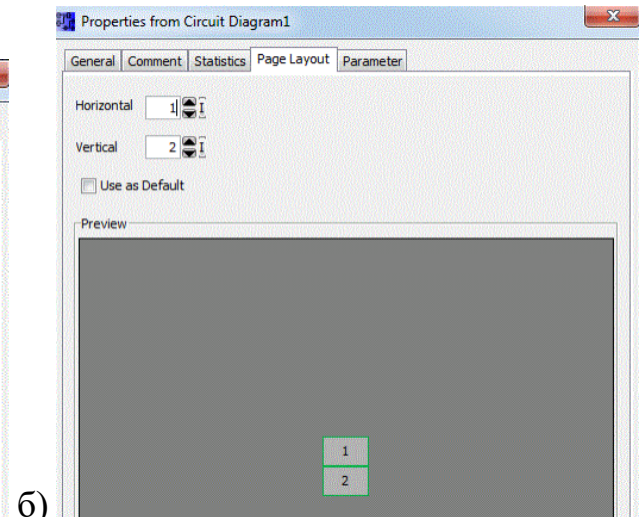 Properties from Circuit Diagram1
General Comment Statistics Page Layout Parameter
Horizontal 1
Vertical 2
Use as Default
Preview
1
2
б)